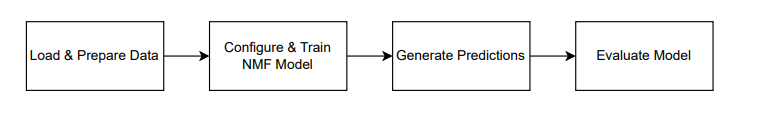 Load & Prepare Data
Configure & Train
NMF Model
Generate Predictions
Evaluate Model